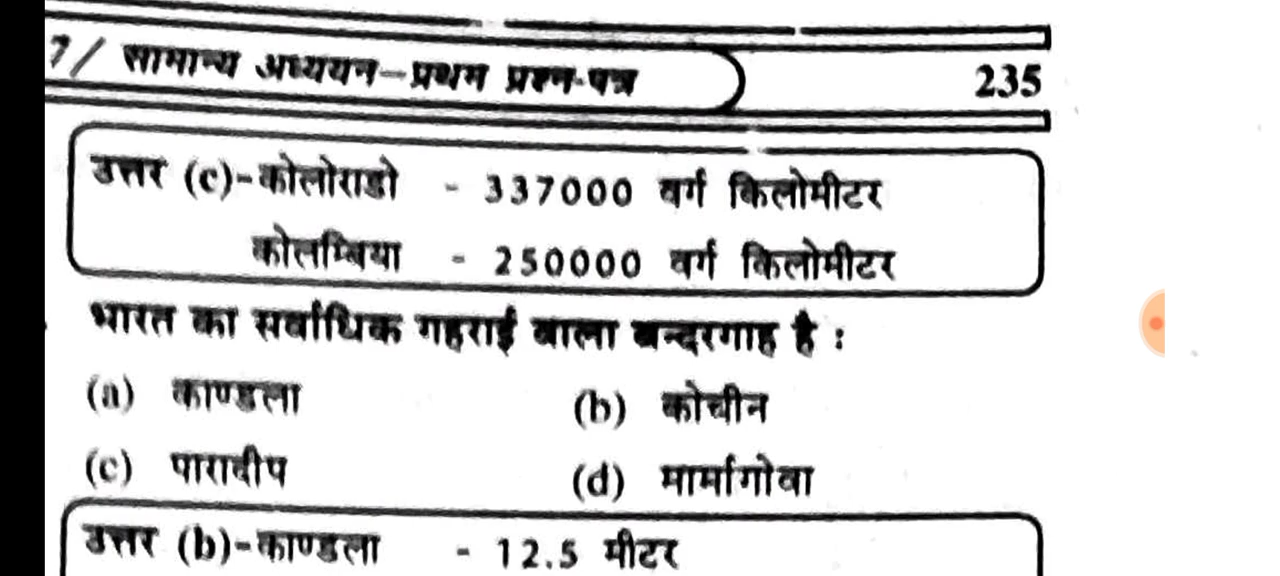 7/ सामान्य अध्ययन–प्रथम प्रश्न-पत्र 235
उत्तर (c)-कोलोराडो - 337000 वर्ग किलोमीटर
कोलम्बिया - 250000 वर्ग किलोमीटर
भारत का सर्वाधिक गहराई वाला बन्दरगाह है :
(a) काण्डला (b) कोचीन
(c) पारादीप (d) मार्मागोवा
उत्तर (b)-काण्डला - 12.5 मीटर